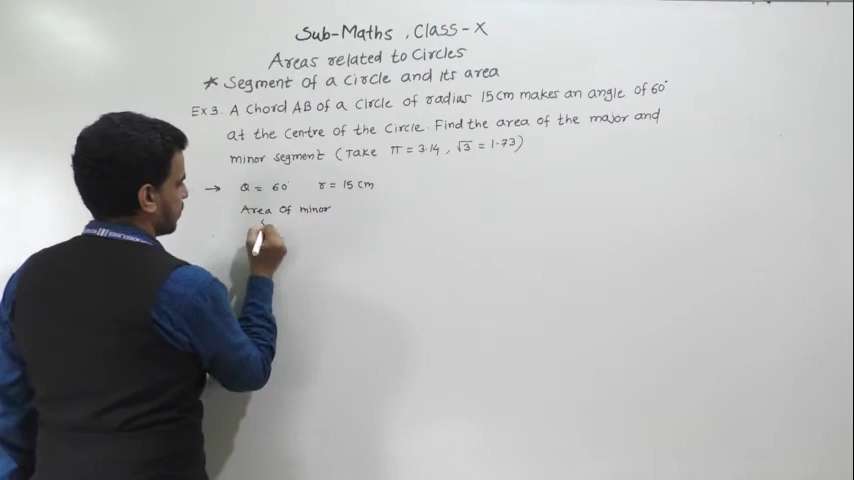 Sub-Maths, Class-X
Areas related to Circles
* Segment of a circle and its area
Ex 3. A chord AB of a circle of radius 15 cm makes an angle of 60°
at the centre of the circle. Find the area of the major and
minor segment (Take π = 3.14, √3 = 1.73)
→ Q = 60° r = 15 cm
Area of minor